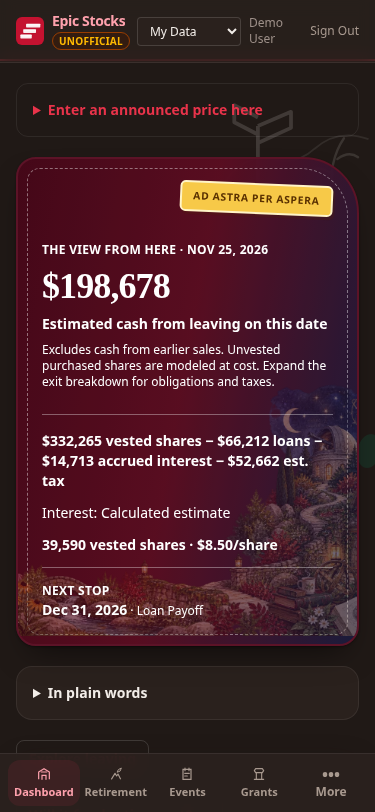 Epic Stocks
UNOFFICIAL
My Data
Demo
User
Sign Out
▶ Enter an announced price here
AD ASTRA PER ASPERA
THE VIEW FROM HERE · NOV 25, 2026
$198,678
Estimated cash from leaving on this date
Excludes cash from earlier sales. Unvested
purchased shares are modeled at cost. Expand the
exit breakdown for obligations and taxes.
$332,265 vested shares − $66,212 loans −
$14,713 accrued interest − $52,662 est.
tax
Interest: Calculated estimate
39,590 vested shares · $8.50/share
NEXT STOP
Dec 31, 2026 · Loan Payoff
▶ In plain words
Dashboard
Retirement
Events
Grants
More